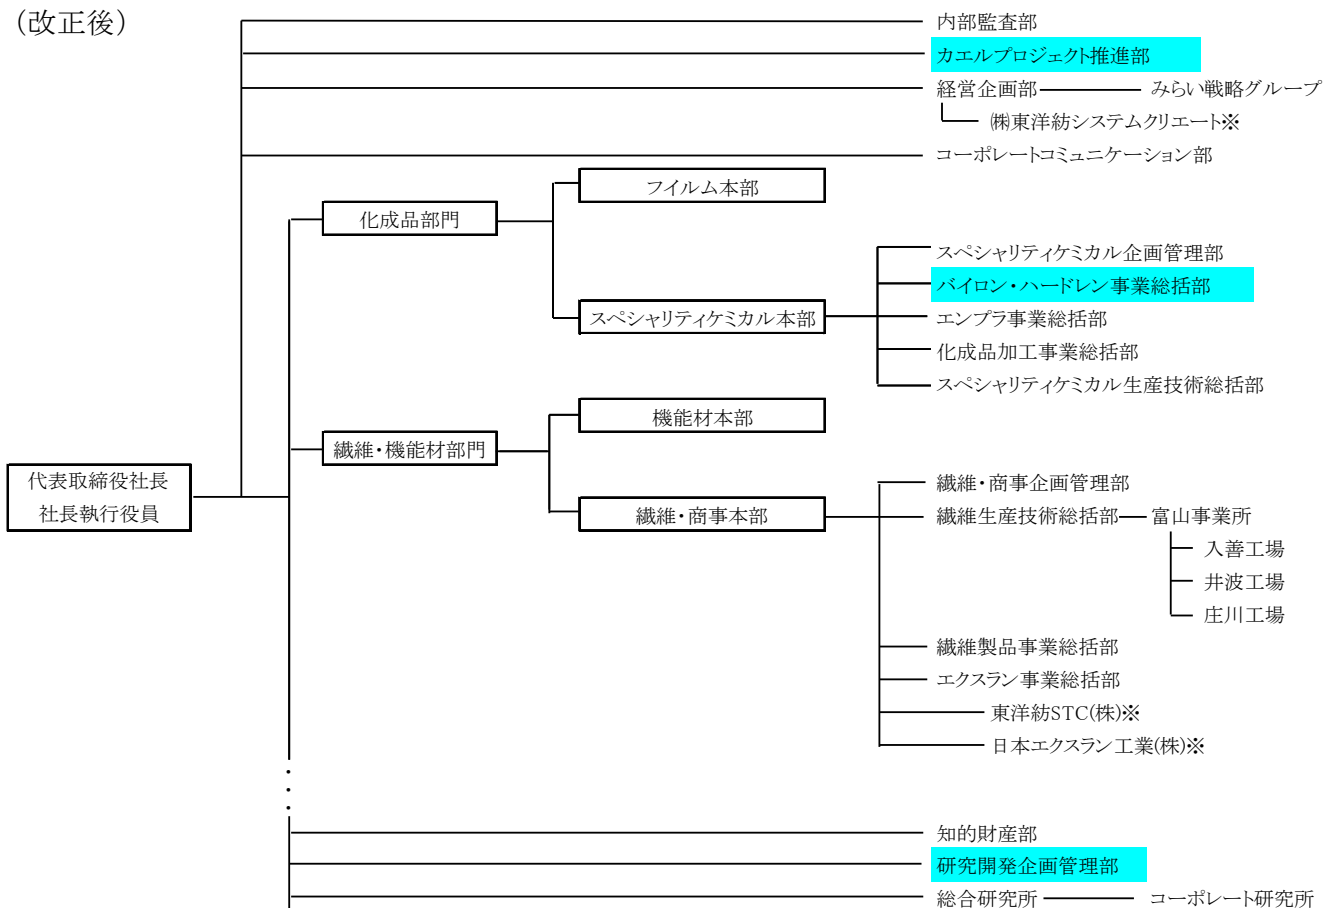 (改正後)
内部監査部
カエルプロジェクト推進部
経営企画部
みらい戦略グループ
㈱東洋紡システムクリエート※
コーポレートコミュニケーション部
化成品部門
フイルム本部
スペシャリティケミカル本部
スペシャリティケミカル企画管理部
バイロン・ハードレン事業総括部
エンプラ事業総括部
化成品加工事業総括部
スペシャリティケミカル生産技術総括部
繊維・機能材部門
機能材本部
代表取締役社長
社長執行役員
繊維・商事本部
繊維・商事企画管理部
繊維生産技術総括部
富山事業所
入善工場
井波工場
庄川工場
繊維製品事業総括部
エクスラン事業総括部
東洋紡STC(株)※
日本エクスラン工業(株)※
知的財産部
研究開発企画管理部
総合研究所
コーポレート研究所